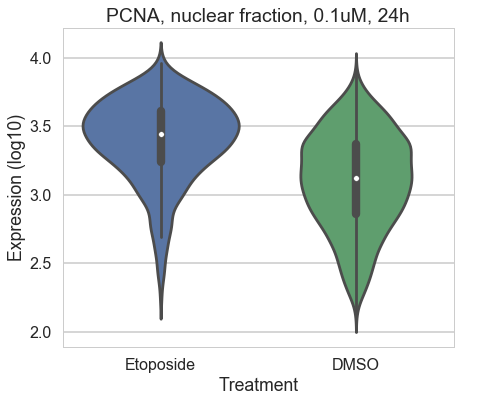 PCNA, nuclear fraction, 0.1uM, 24h
4.0
3.5
3.0
2.5
2.0
Expression (log10)
Etoposide DMSO
Treatment